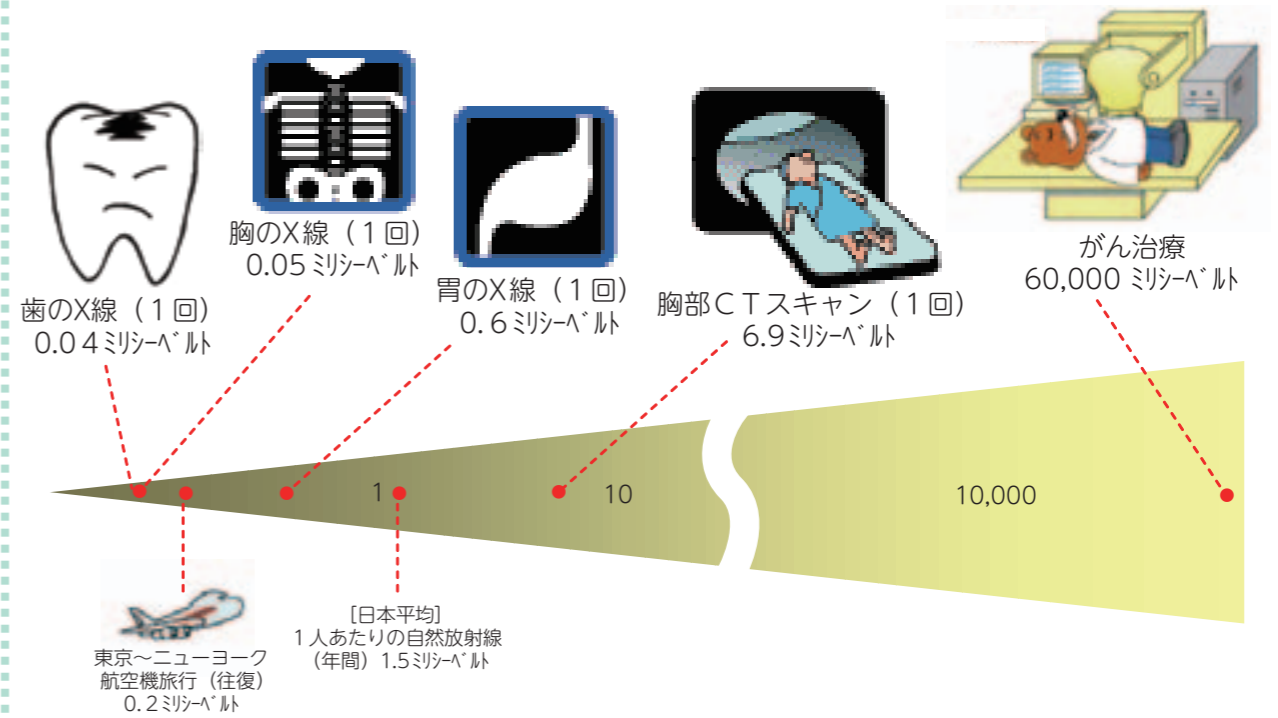 歯のX線（１回）
0.0４ﾐﾘｼｰﾍﾞﾙﾄ
胸のX線（１回）
0.05 ﾐﾘｼｰﾍﾞﾙﾄ
胃のX線（１回）
0.６ﾐﾘｼｰﾍﾞﾙﾄ
胸部ＣＴスキャン（１回）
6.9ﾐﾘｼｰﾍﾞﾙﾄ
がん治療
60,000 ﾐﾘｼｰﾍﾞﾙﾄ
1
10
10,000
東京～ニューヨーク
航空機旅行（往復）
0.２ﾐﾘｼｰﾍﾞﾙﾄ
[日本平均]
１人あたりの自然放射線
（年間）1.5ﾐﾘｼｰﾍﾞﾙﾄ